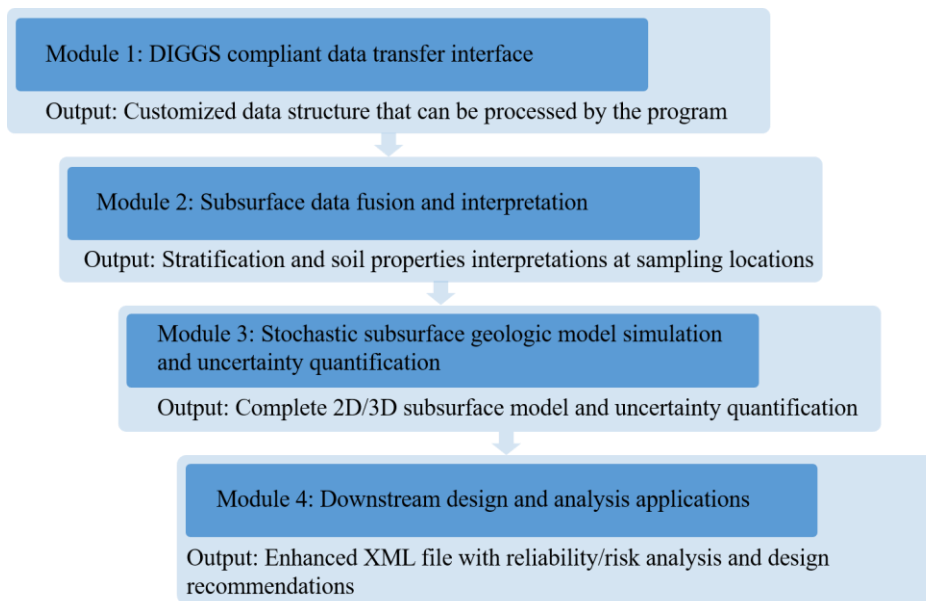 Module 1: DIGGS compliant data transfer interface
Output: Customized data structure that can be processed by the program
Module 2: Subsurface data fusion and interpretation
Output: Stratification and soil properties interpretations at sampling locations
Module 3: Stochastic subsurface geologic model simulation
and uncertainty quantification
Output: Complete 2D/3D subsurface model and uncertainty quantification
Module 4: Downstream design and analysis applications
Output: Enhanced XML file with reliability/risk analysis and design
recommendations